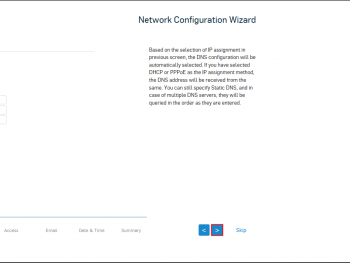 Network Configuration Wizard
Based on the selection of IP assignment in
previous screen, the DNS configuration will be
automatically selected. If you have selected
DHCP or PPPoE as the IP assignment method,
the DNS address will be received from the
same. You can still specify Static DNS, and in
case of multiple DNS servers, they will be
queried in the order as they are entered.
Access Email Date & Time Summary < > Skip